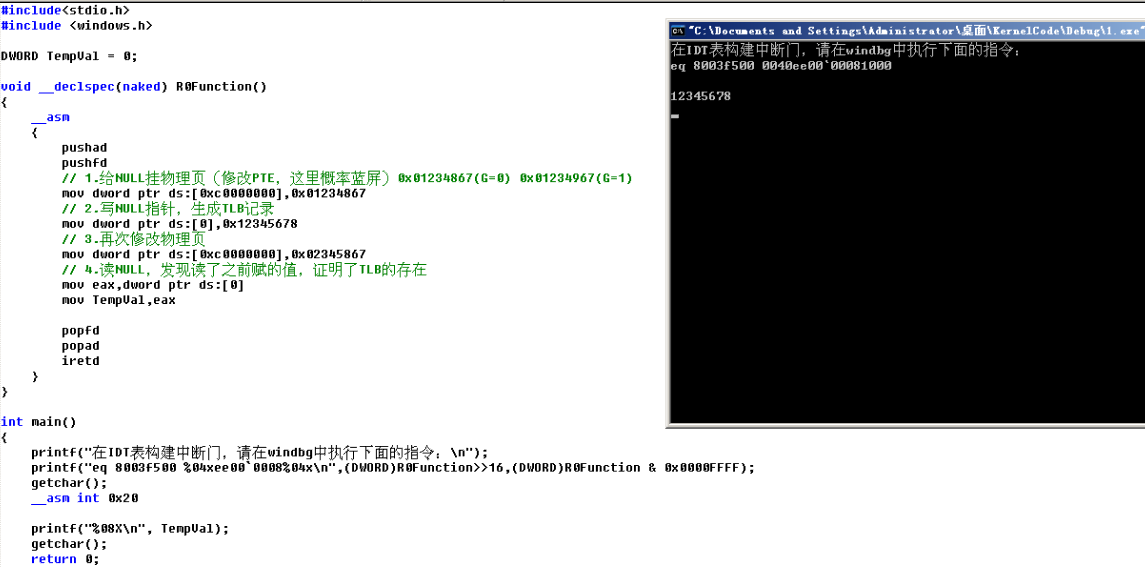 #include<stdio.h>
#include <windows.h>
DWORD TempVal = 0;
void __declspec(naked) R0Function()
{
__asm
{
pushad
pushfd
// 1.给NULL挂物理页（修改PTE，这里概率蓝屏）0x01234867(G=0) 0x01234967(G=1)
mov dword ptr ds:[0xc0000000],0x01234867
// 2.写NULL指针，生成TLB记录
mov dword ptr ds:[0],0x12345678
// 3.再次修改物理页
mov dword ptr ds:[0xc0000000],0x02345867
// 4.读NULL，发现读了之前赋的值，证明了TLB的存在
mov eax,dword ptr ds:[0]
mov TempVal,eax
popfd
popad
iretd
}
}
int main()
{
printf("在IDT表构建中断门，请在windbg中执行下面的指令：\n");
printf("eq 8003f500 %04xee00`0008%04x\n",(DWORD)R0Function>>16,(DWORD)R0Function & 0x0000FFFF);
getchar();
__asm int 0x20
printf("%08X\n", TempVal);
getchar();
return 0;
"C:\Documents and Settings\Administrator\桌面\KernelCode\Debug\1.exe"
在IDT表构建中断门，请在windbg中执行下面的指令：
eq 8003f500 0040ee00`00081000
12345678